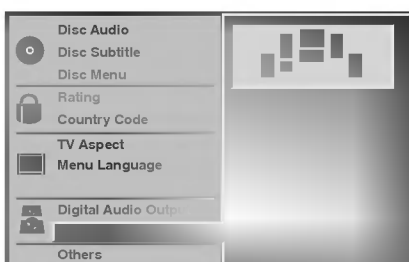 Disc Audio
Disc Subtitle
Disc Menu
Rating
Country Code
TV Aspect
Menu Language
Digital Audio
Others